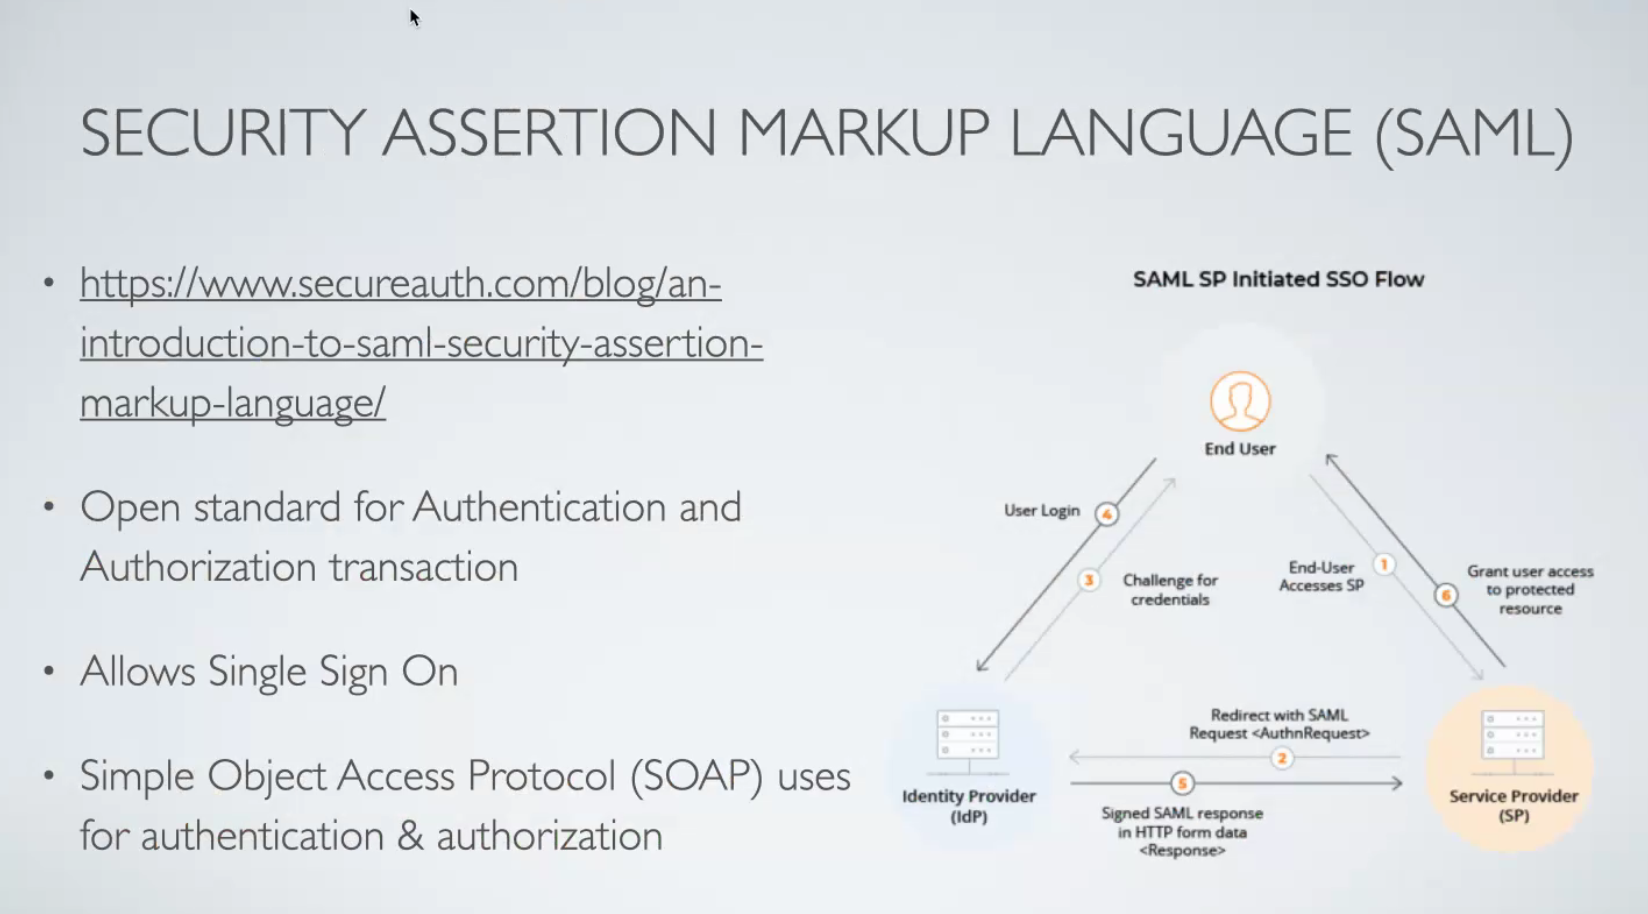 SECURITY ASSERTION MARKUP LANGUAGE (SAML)
• https://www.secureauth.com/blog/an-
introduction-to-saml-security-assertion-
markup-language/
• Open standard for Authentication and
Authorization transaction
• Allows Single Sign On
• Simple Object Access Protocol (SOAP) uses
for authentication & authorization
SAML SP Initiated SSO Flow
End User
User Login
4
3
Challenge for
credentials
End-User
Accesses SP
1
6
Grant user access
to protected
resource
Redirect with SAML
Request <AuthnRequest>
2
5
Signed SAML response
in HTTP form data
<Response>
Identity Provider
(IdP)
Service Provider
(SP)